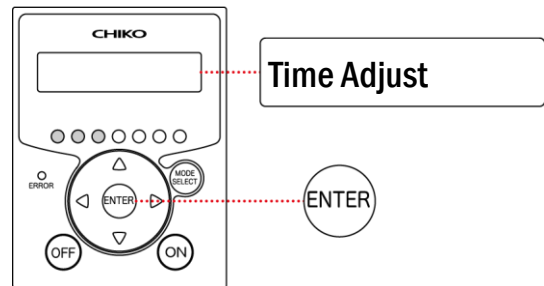 CHIKO
Time Adjust
ERROR
MODE
SELECT
ENTER
ENTER
OFF
ON